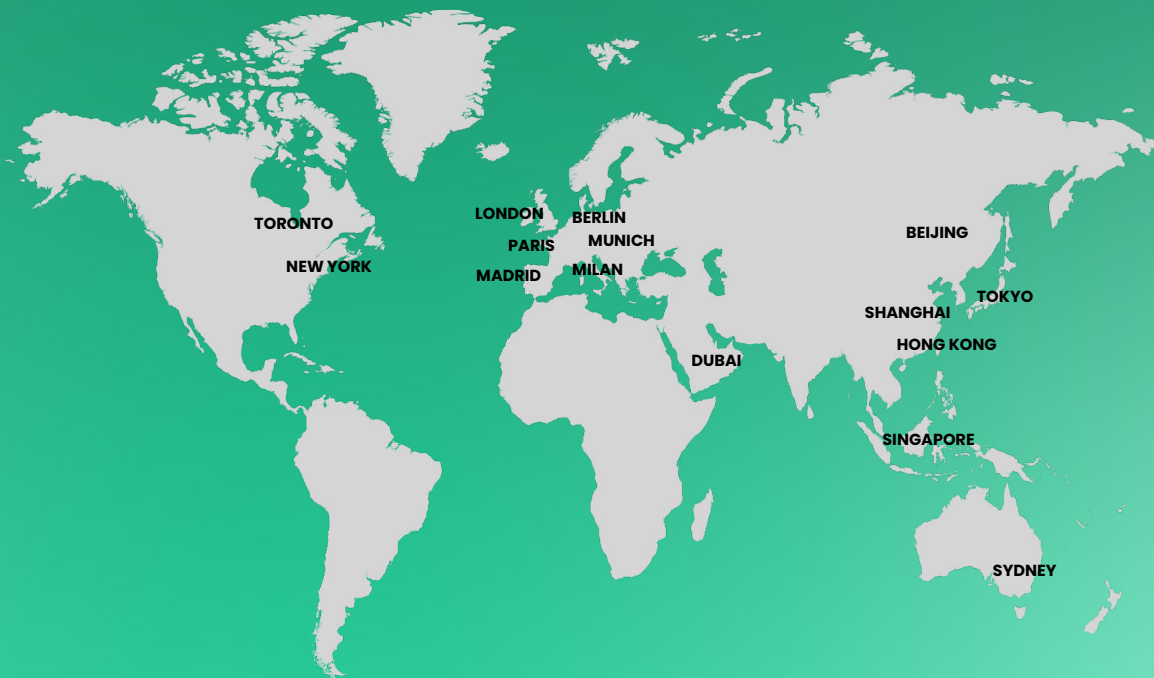 LONDON
BERLIN
TORONTO
BEIJING
MUNICH
PARIS
NEW YORK
MILAN
MADRID
TOKYO
SHANGHAI
HONG KONG
DUBAI
SINGAPORE
SYDNEY